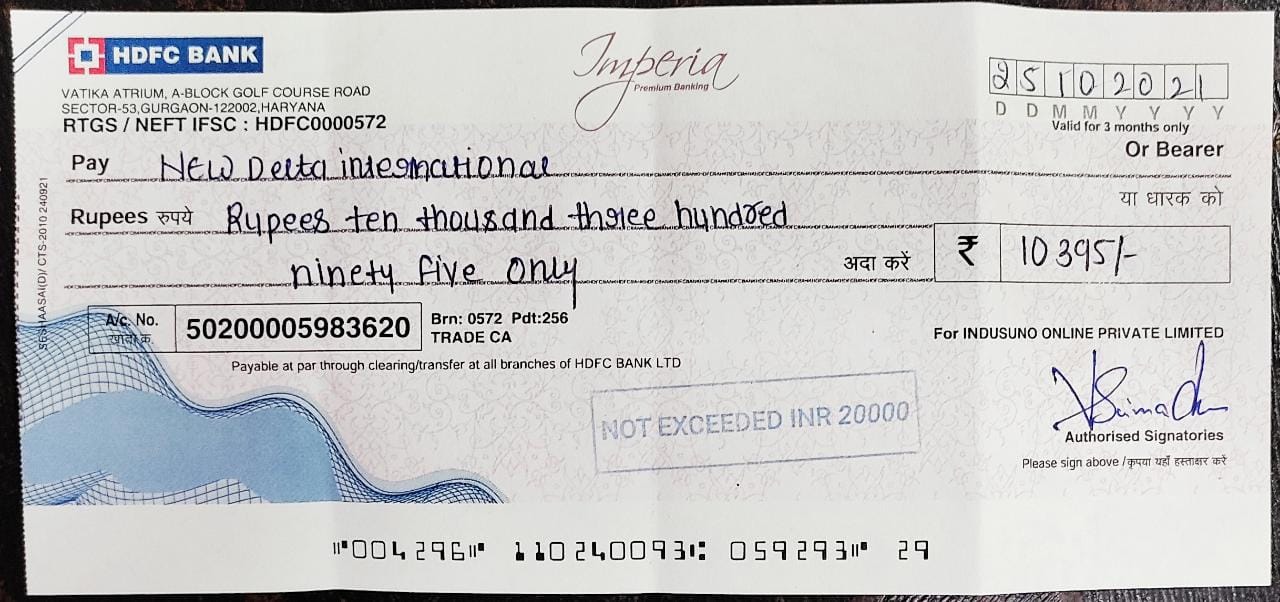 HDFC BANK
Imperia
Premium Banking
25102021
D D M M Y Y Y Y
Valid for 3 months only
VATIKA ATRIUM, A-BLOCK GOLF COURSE ROAD
SECTOR-53,GURGAON-122002,HARYANA
RTGS / NEFT IFSC : HDFC0000572
Pay NEW Delta international Or Bearer
या धारक को
Rupees रुपये Rupees ten thousand three hundred
ninety five only अदा करें ₹ 10395/-
A/c. No. खाता क्र. 50200005983620 Brn: 0572 Pdt:256
TRADE CA
For INDUSUNO ONLINE PRIVATE LIMITED
Payable at par through clearing/transfer at all branches of HDFC BANK LTD
NOT EXCEEDED INR 20000
Authorised Signatories
Please sign above / कृपया यहाँ हस्ताक्षर करें
SESHAASAI(D)/ CTS-2010 240921
⑈004296⑈ 110240093⑆ 059293⑈ 29